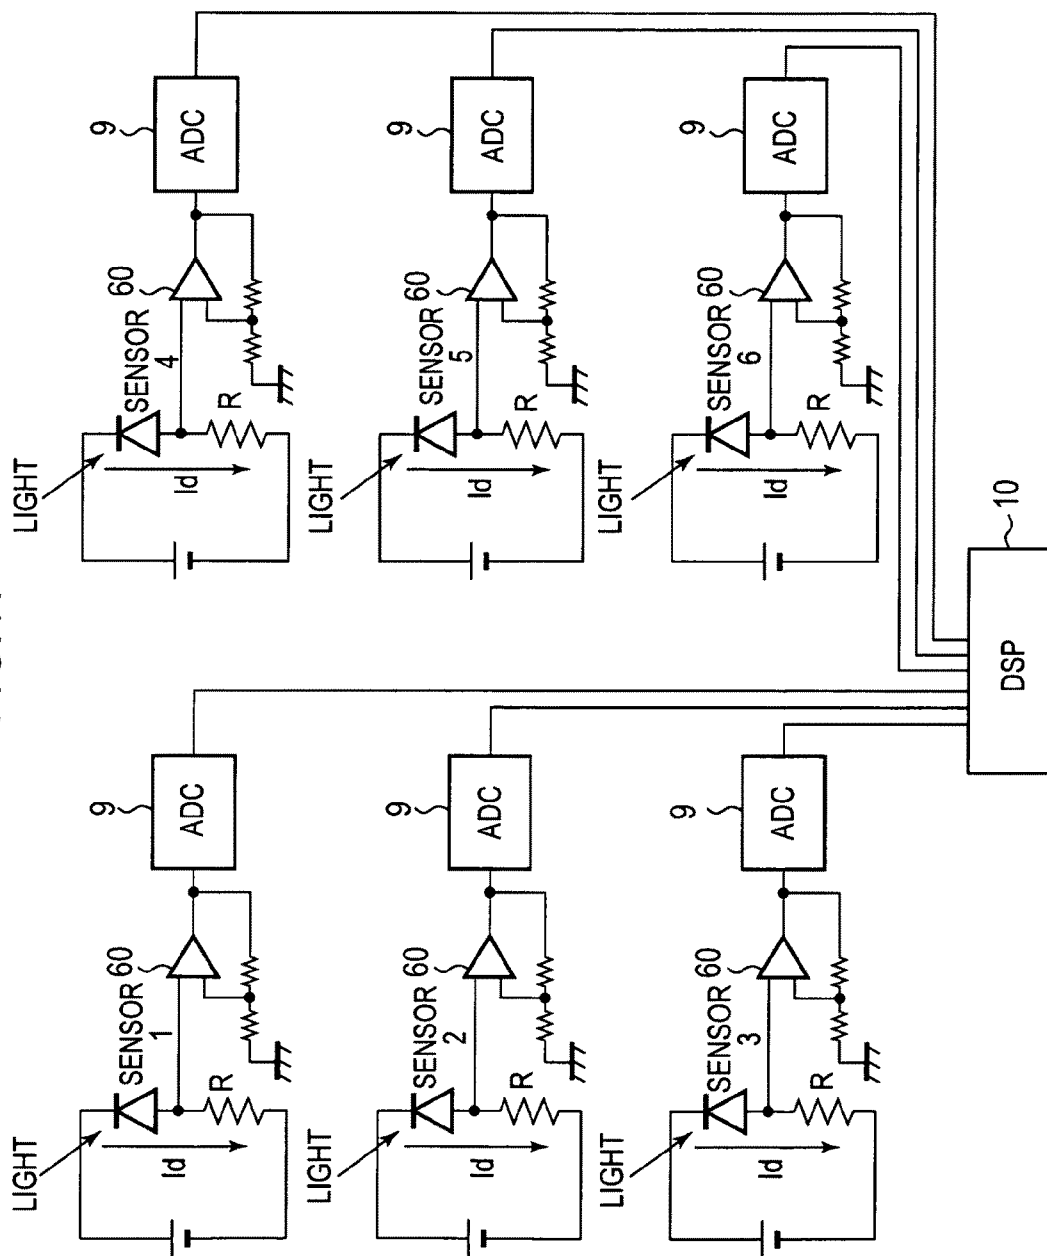 LIGHT
Id
SENSOR
1
R
60
9
ADC
LIGHT
Id
SENSOR
2
R
60
9
ADC
LIGHT
Id
SENSOR
3
R
60
9
ADC
LIGHT
Id
SENSOR
4
R
60
9
ADC
LIGHT
Id
SENSOR
5
R
60
9
ADC
LIGHT
Id
SENSOR
6
R
60
9
ADC
DSP
10